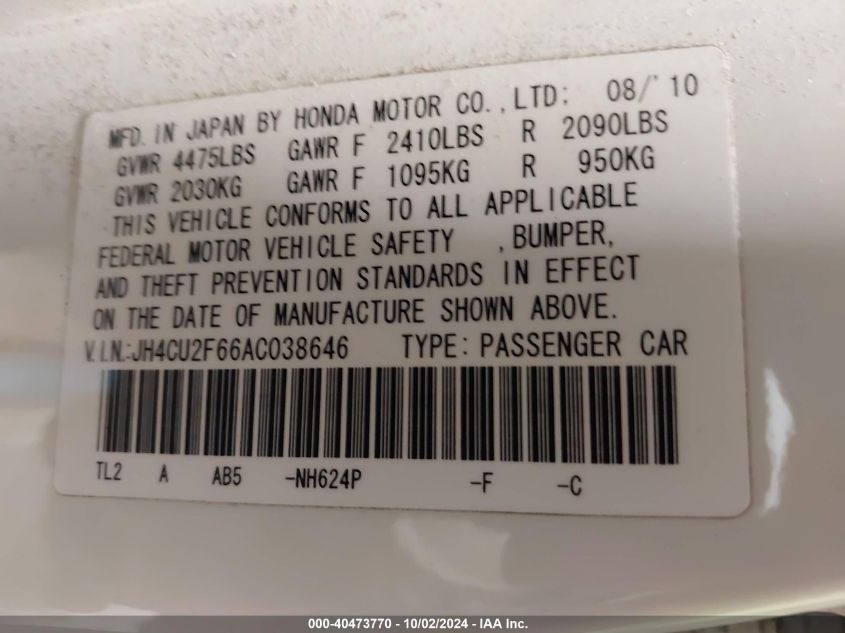 MFD. IN JAPAN BY HONDA MOTOR CO., LTD: 08/'10
GVWR 4475LBS GAWR F 2410LBS R 2090LBS
GVWR 2030KG GAWR F 1095KG R 950KG
THIS VEHICLE CONFORMS TO ALL APPLICABLE
FEDERAL MOTOR VEHICLE SAFETY , BUMPER,
AND THEFT PREVENTION STANDARDS IN EFFECT
ON THE DATE OF MANUFACTURE SHOWN ABOVE.
V.I.N.:JH4CU2F66AC038646 TYPE: PASSENGER CAR
TL2 A AB5 -NH624P -F -C
000-40473770 - 10/02/2024 - IAA Inc.